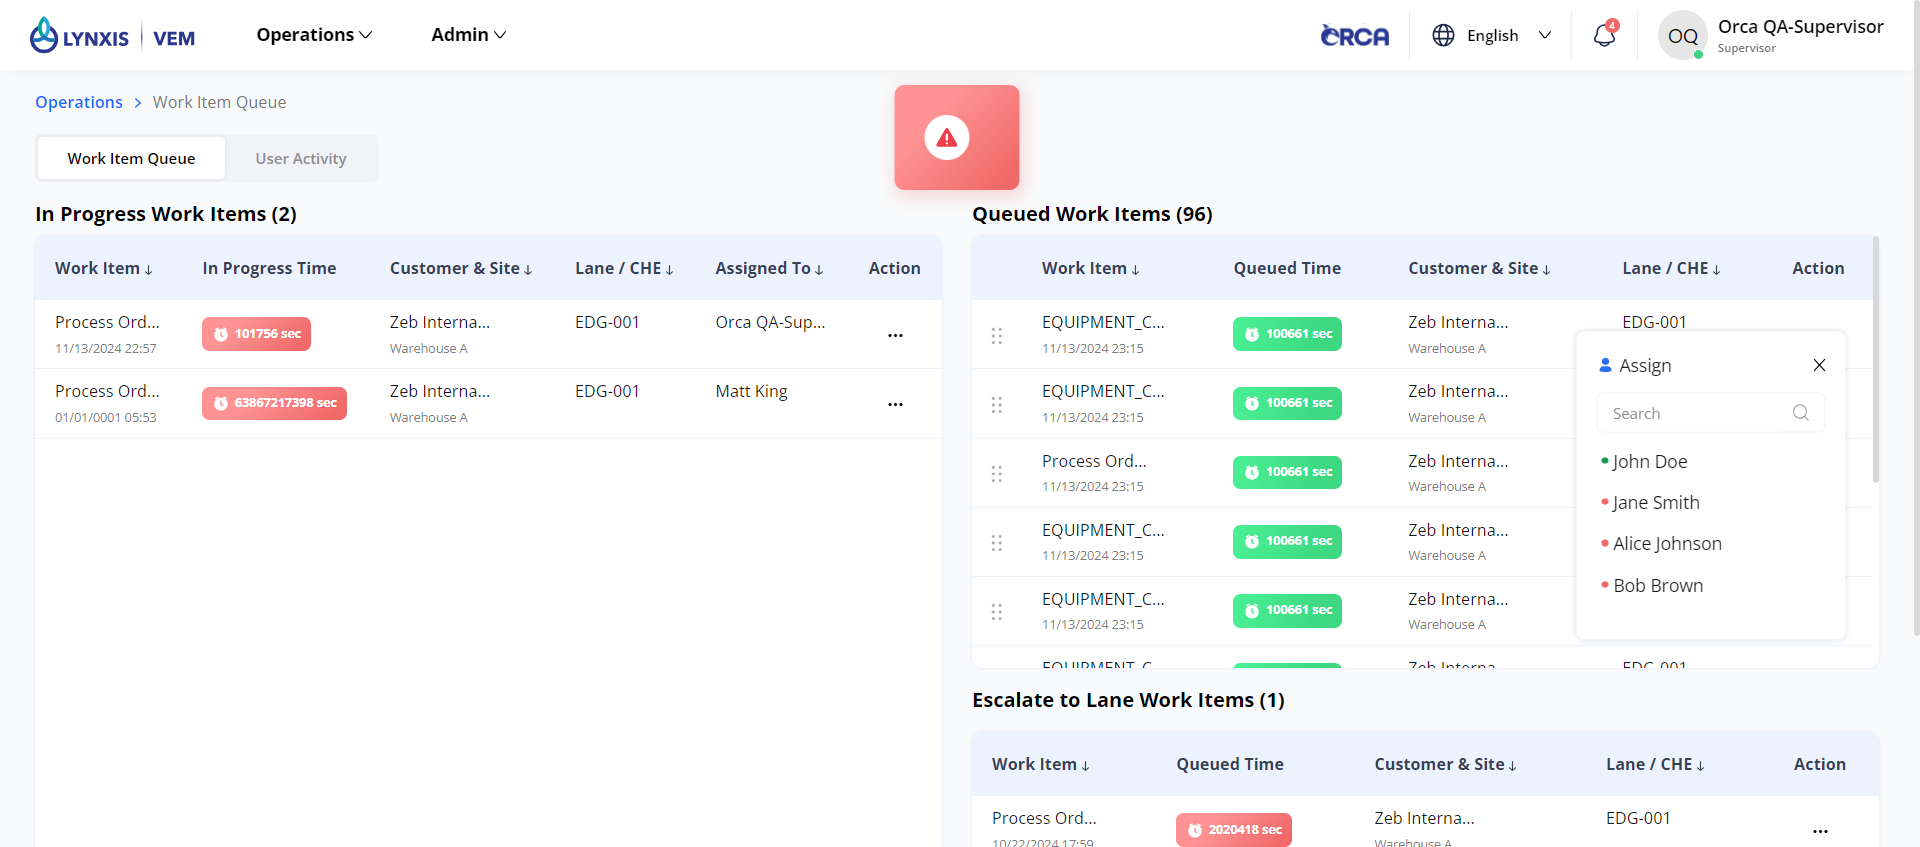 LYNXIS VEM
Operations
Admin
ORCA
English
4
OQ
Orca QA-Supervisor
Supervisor
Operations > Work Item Queue
Work Item Queue
User Activity
In Progress Work Items (2)
Work Item ↓ In Progress Time Customer & Site ↓ Lane / CHE ↓ Assigned To ↓ Action
Process Ord... 101756 sec Zeb Interna... EDG-001 Orca QA-Sup... ...
11/13/2024 22:57 Warehouse A
Process Ord... 63867217398 sec Zeb Interna... EDG-001 Matt King ...
01/01/0001 05:53 Warehouse A
Queued Work Items (96)
Work Item ↓ Queued Time Customer & Site ↓ Lane / CHE ↓ Action
EQUIPMENT_C... 100661 sec Zeb Interna... EDG-001
11/13/2024 23:15 Warehouse A
EQUIPMENT_C... 100661 sec Zeb Interna...
11/13/2024 23:15 Warehouse A
Process Ord... 100661 sec Zeb Interna...
11/13/2024 23:15 Warehouse A
EQUIPMENT_C... 100661 sec Zeb Interna...
11/13/2024 23:15 Warehouse A
EQUIPMENT_C... 100661 sec Zeb Interna...
11/13/2024 23:15 Warehouse A
EQUIPMENT_C... Zeb Interna... EDG-001
Assign
Search
John Doe
Jane Smith
Alice Johnson
Bob Brown
Escalate to Lane Work Items (1)
Work Item ↓ Queued Time Customer & Site ↓ Lane / CHE ↓ Action
Process Ord... 2020418 sec Zeb Interna... EDG-001 ...
10/22/2024 17:59 Warehouse A